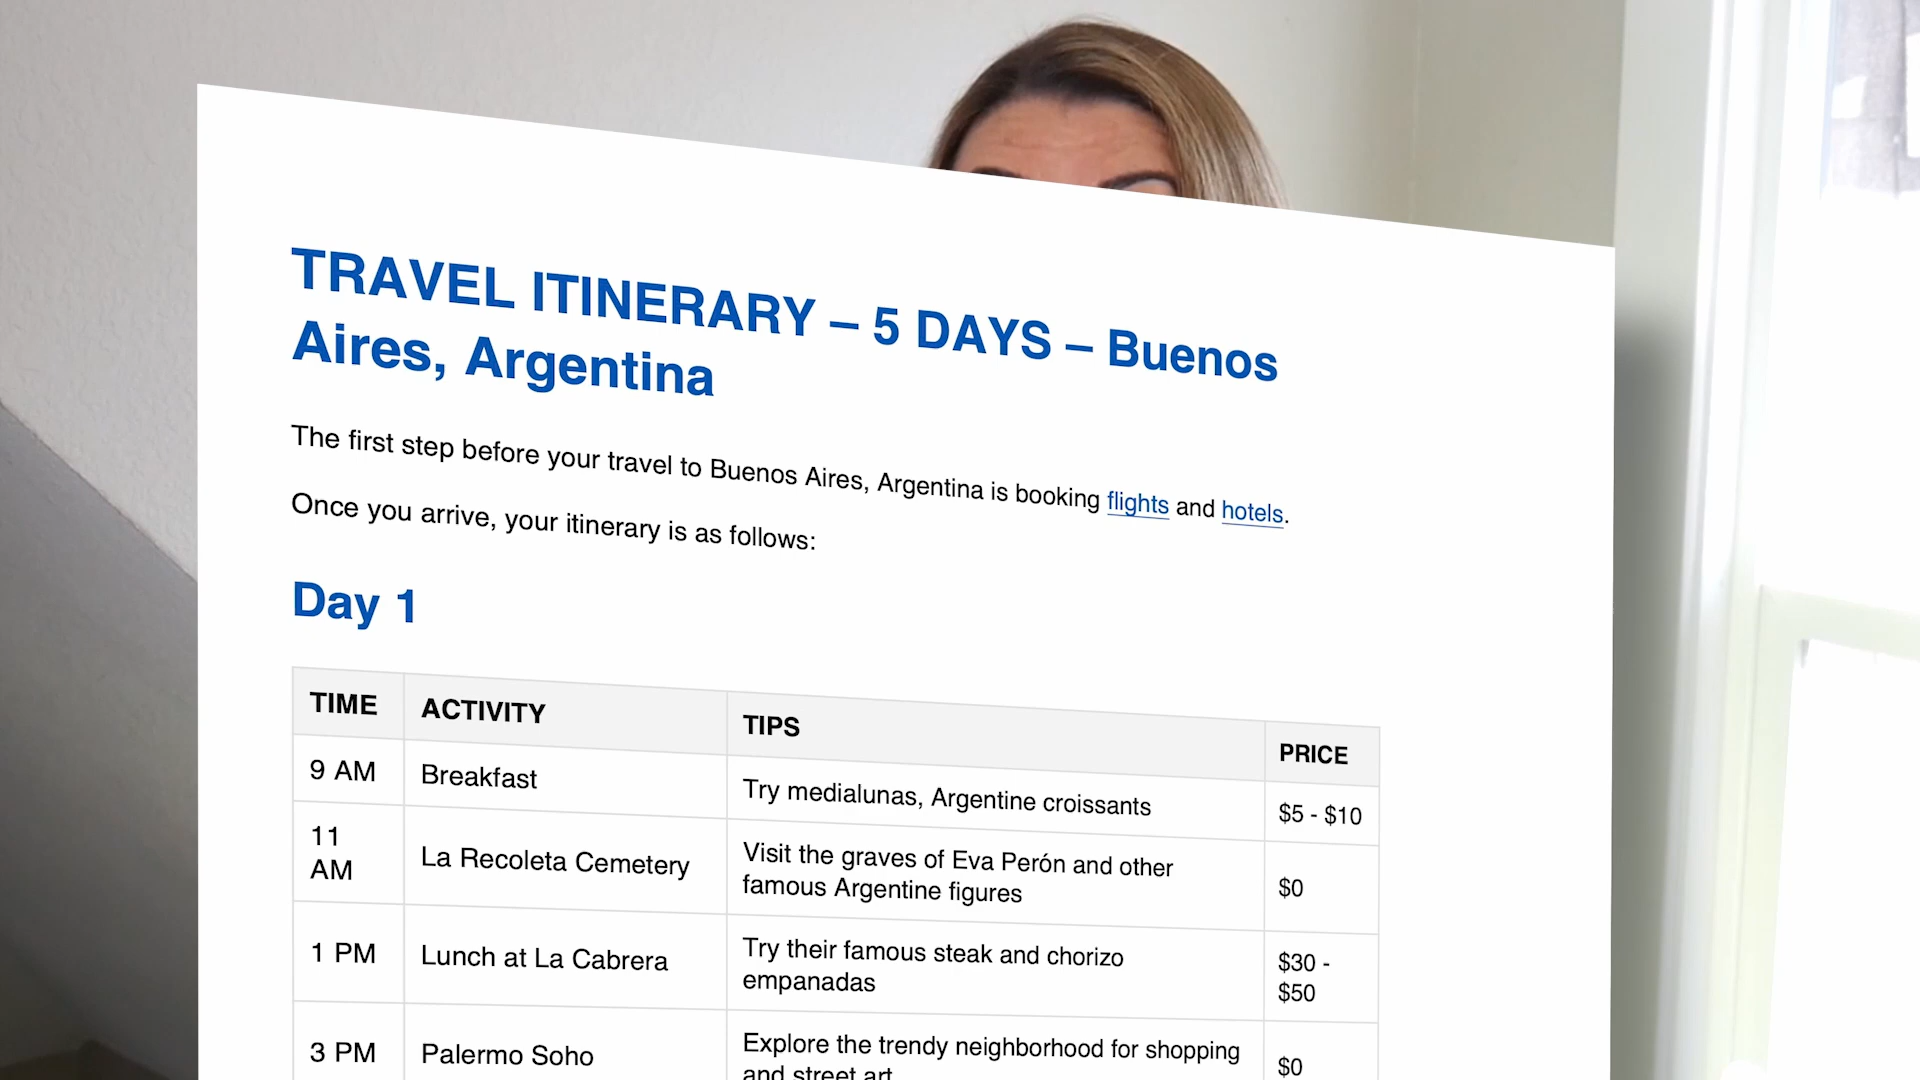 TRAVEL ITINERARY – 5 DAYS – Buenos
Aires, Argentina
The first step before your travel to Buenos Aires, Argentina is booking flights and hotels.
Once you arrive, your itinerary is as follows:
Day 1
TIME ACTIVITY TIPS PRICE
9 AM Breakfast Try medialunas, Argentine croissants $5 - $10
11
AM
La Recoleta Cemetery
Visit the graves of Eva Perón and other
famous Argentine figures
$0
1 PM
Lunch at La Cabrera
Try their famous steak and chorizo
empanadas
$30 -
$50
3 PM
Palermo Soho
Explore the trendy neighborhood for shopping
and street art
$0